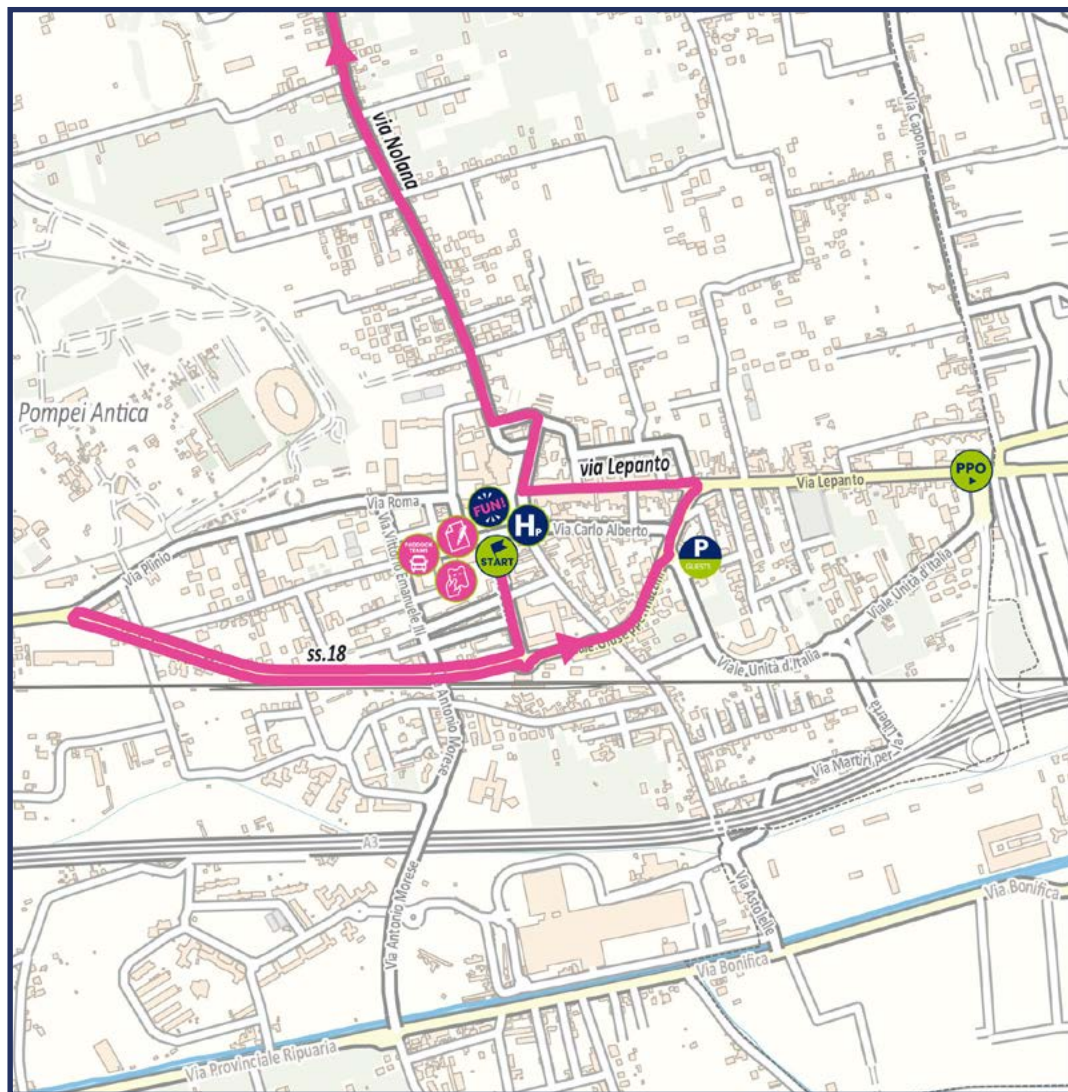 via Nolana
Via Capone
Pompei Antica
via Lepanto
Via Lepanto
PPO
Via Roma
FUN!
H P
Via Carlo Alberto
PADDOCK
TEAMS
START
P
GUESTS
Via Plinio
Via Vittorio Emanuele III
Viale Unità d'Italia
ss.18
Viale Unità d'Italia
Antonio Morese
Via Libertà
Via Martiri per
A3
Via Antonio Morese
Via Astolelle
Via Bonifica
Via Bonifica
Via Provinciale Ripuaria